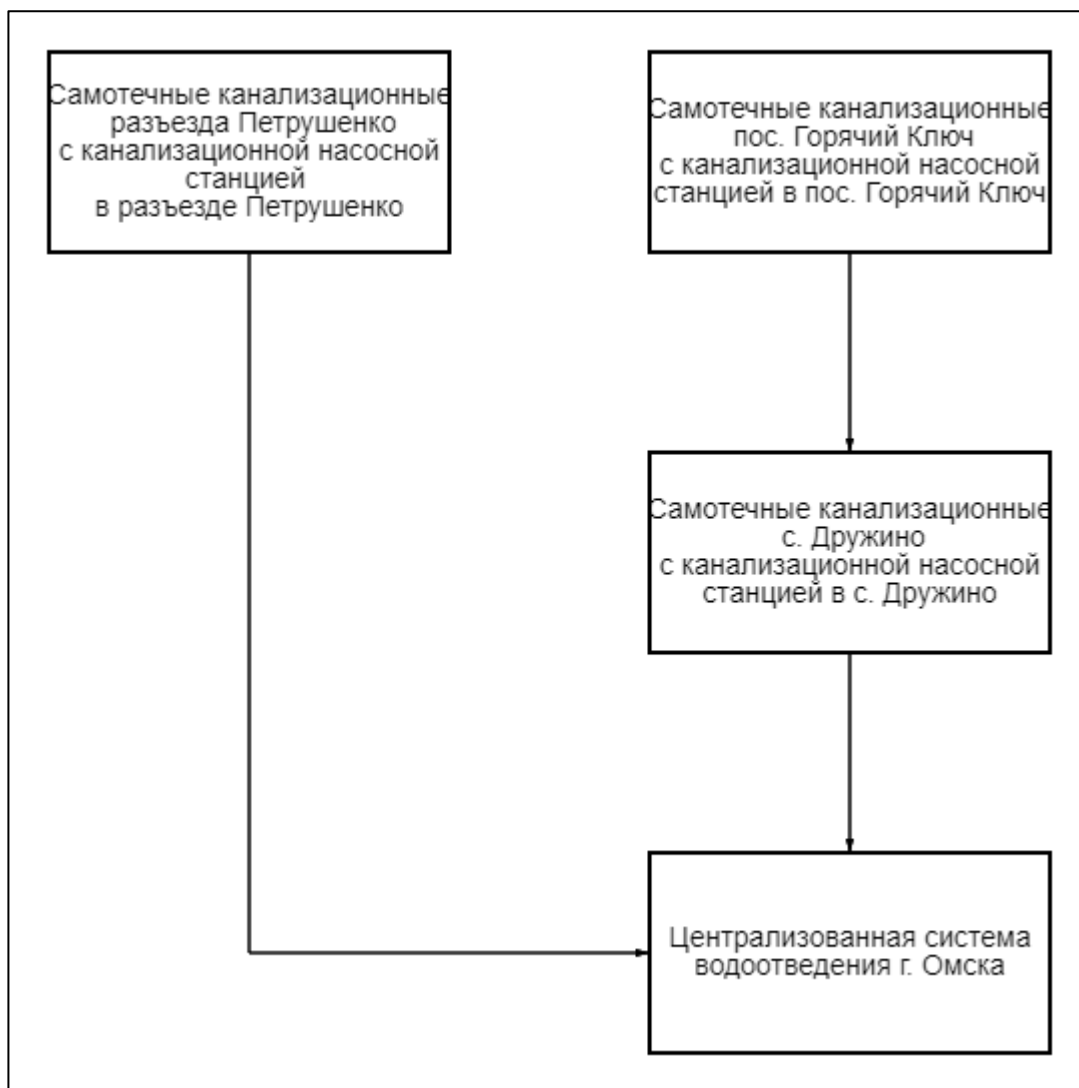 Самотечные канализационные
разъезда Петрушенко
с канализационной насосной
станцией
в разъезде Петрушенко
Самотечные канализационные
пос. Горячий Ключ
с канализационной насосной
станцией в пос. Горячий Ключ
Самотечные канализационные
с. Дружино
с канализационной насосной
станцией в с. Дружино
Централизованная система
водоотведения г. Омска